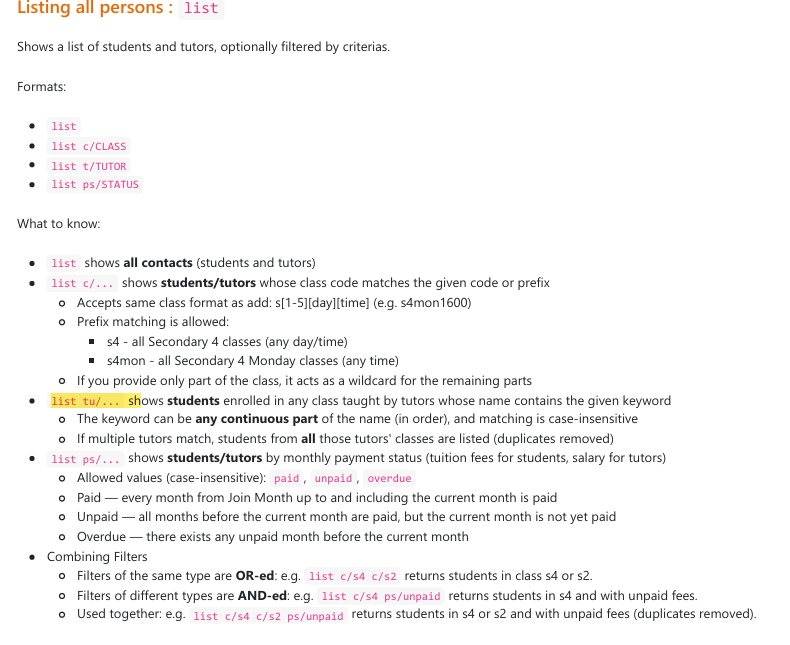 Listing all persons : list
Shows a list of students and tutors, optionally filtered by criterias.
Formats:
list
list c/CLASS
list t/TUTOR
list ps/STATUS
What to know:
list shows all contacts (students and tutors)
list c/... shows students/tutors whose class code matches the given code or prefix
Accepts same class format as add: s[1-5][day][time] (e.g. s4mon1600)
Prefix matching is allowed:
s4 - all Secondary 4 classes (any day/time)
s4mon - all Secondary 4 Monday classes (any time)
If you provide only part of the class, it acts as a wildcard for the remaining parts
list tu/... shows students enrolled in any class taught by tutors whose name contains the given keyword
The keyword can be any continuous part of the name (in order), and matching is case-insensitive
If multiple tutors match, students from all those tutors' classes are listed (duplicates removed)
list ps/... shows students/tutors by monthly payment status (tuition fees for students, salary for tutors)
Allowed values (case-insensitive): paid, unpaid, overdue
Paid — every month from Join Month up to and including the current month is paid
Unpaid — all months before the current month are paid, but the current month is not yet paid
Overdue — there exists any unpaid month before the current month
Combining Filters
Filters of the same type are OR-ed: e.g. list c/s4 c/s2 returns students in class s4 or s2.
Filters of different types are AND-ed: e.g. list c/s4 ps/unpaid returns students in s4 and with unpaid fees.
Used together: e.g. list c/s4 c/s2 ps/unpaid returns students in s4 or s2 and with unpaid fees (duplicates removed).